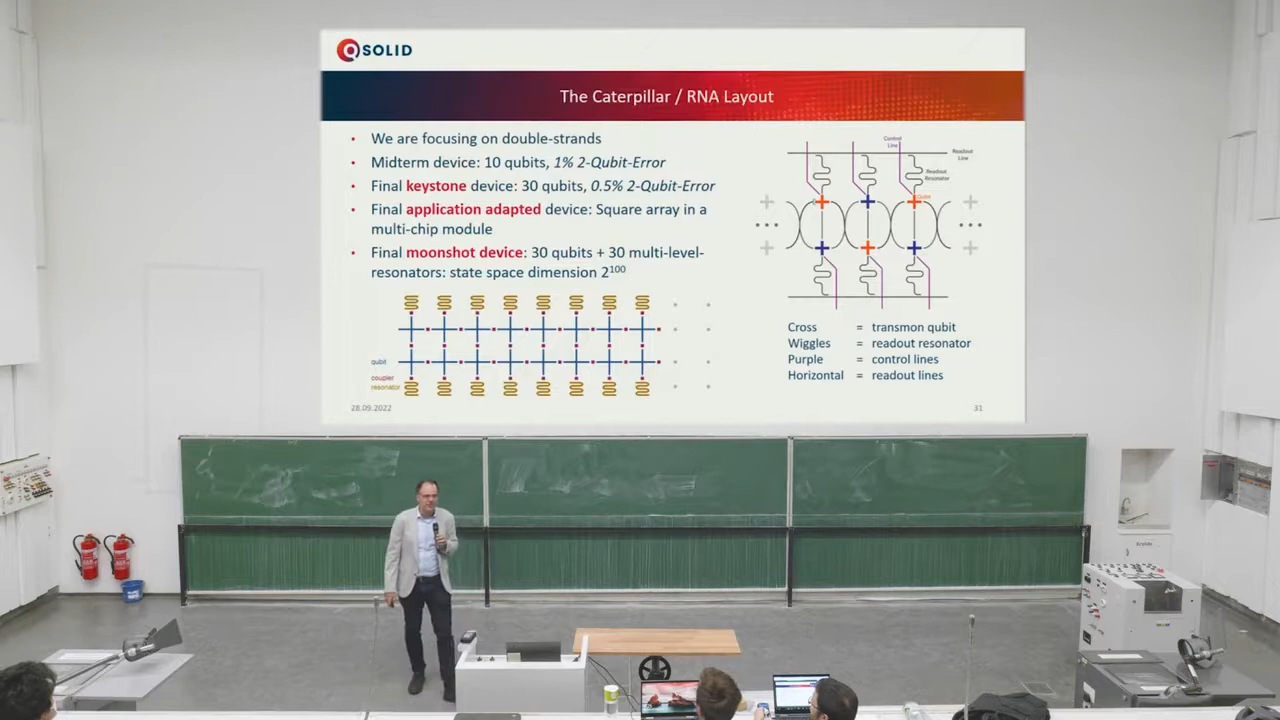 QSOLID
The Caterpillar / RNA Layout
• We are focusing on double-strands
• Midterm device: 10 qubits, 1% 2-Qubit-Error
• Final keystone device: 30 qubits, 0.5% 2-Qubit-Error
• Final application adapted device: Square array in a
multi-chip module
• Final moonshot device: 30 qubits + 30 multi-level-
resonators: state space dimension 2¹⁰⁰
qubit
coupler
resonator
Control
Line
Readout
Line
Readout
Resonator
Qubit
Cross = transmon qubit
Wiggles = readout resonator
Purple = control lines
Horizontal = readout lines
28.09.2022
31